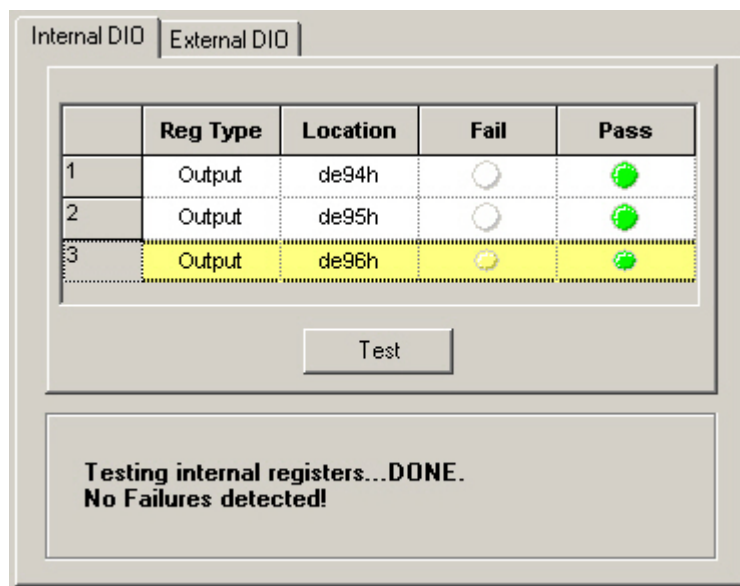 Internal DIO External DIO
Reg Type Location Fail Pass
1 Output de94h
2 Output de95h
3 Output de96h
Test
Testing internal registers...DONE.
No Failures detected!